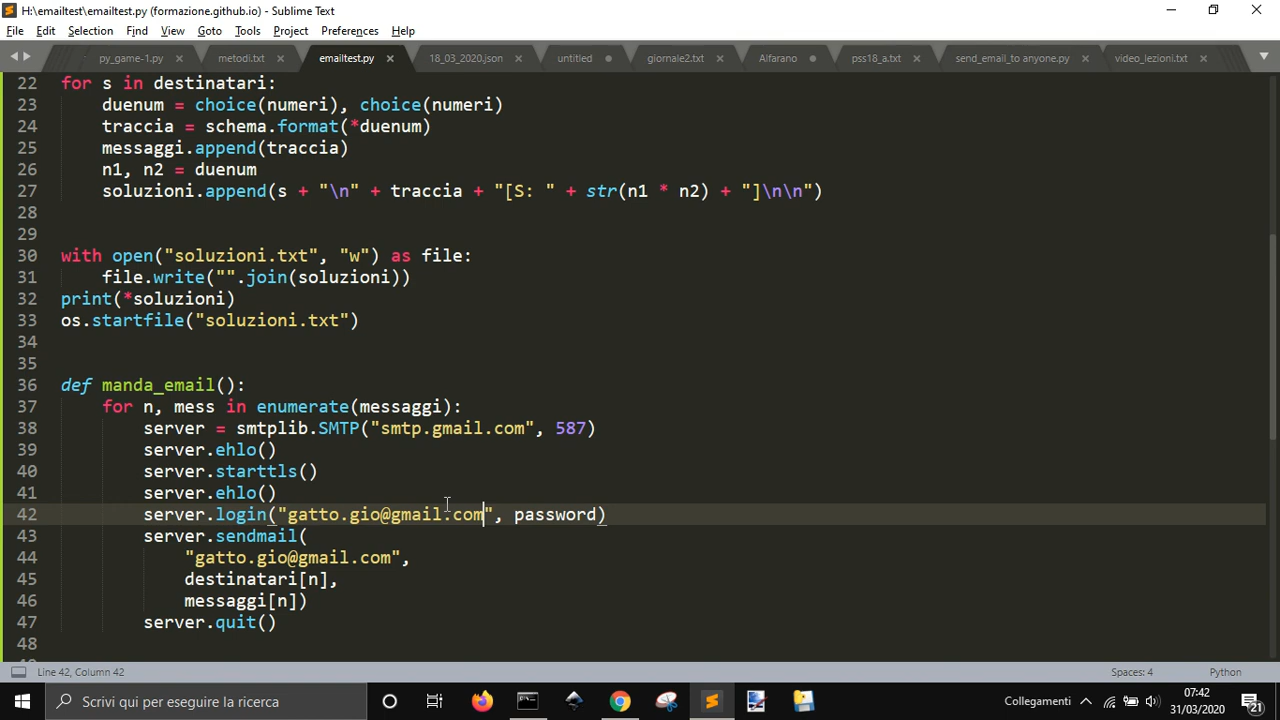 H:\emailtest\emailtest.py (formazione.github.io) - Sublime Text
File Edit Selection Find View Goto Tools Project Preferences Help
py_game-1.py metodi.txt emailtest.py 18_03_2020.json untitled giornale2.txt Alfarano pss18_a.txt send_email_to anyone.py video_lezioni.txt
22 for s in destinatari:
23 duenum = choice(numeri), choice(numeri)
24 traccia = schema.format(*duenum)
25 messaggi.append(traccia)
26 n1, n2 = duenum
27 soluzioni.append(s + "\n" + traccia + "[S: " + str(n1 * n2) + "]\n\n")
28
29
30 with open("soluzioni.txt", "w") as file:
31 file.write("".join(soluzioni))
32 print(*soluzioni)
33 os.startfile("soluzioni.txt")
34
35
36 def manda_email():
37 for n, mess in enumerate(messaggi):
38 server = smtplib.SMTP("smtp.gmail.com", 587)
39 server.ehlo()
40 server.starttls()
41 server.ehlo()
42 server.login("gatto.gio@gmail.com", password)
43 server.sendmail(
44 "gatto.gio@gmail.com",
45 destinatari[n],
46 messaggi[n])
47 server.quit()
48
Line 42, Column 42 Spaces: 4 Python
Scrivi qui per eseguire la ricerca Collegamenti 07:42
31/03/2020 21